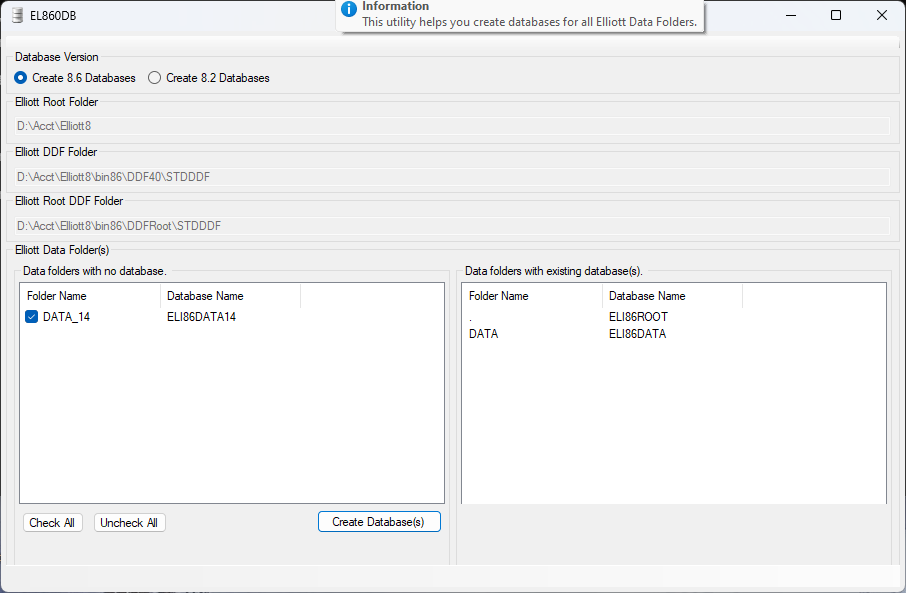 EL860DB
Information
This utility helps you create databases for all Elliott Data Folders.
Database Version
Create 8.6 Databases Create 8.2 Databases
Elliott Root Folder
D:\Acct\Elliott8
Elliott DDF Folder
D:\Acct\Elliott8\bin86\DDF40\STDDDF
Elliott Root DDF Folder
D:\Acct\Elliott8\bin86\DDFRoot\STDDDF
Elliott Data Folder(s)
Data folders with no database.
Folder Name Database Name
DATA_14 ELI86DATA14
Check All Uncheck All Create Database(s)
Data folders with existing database(s).
Folder Name Database Name
. ELI86ROOT
DATA ELI86DATA